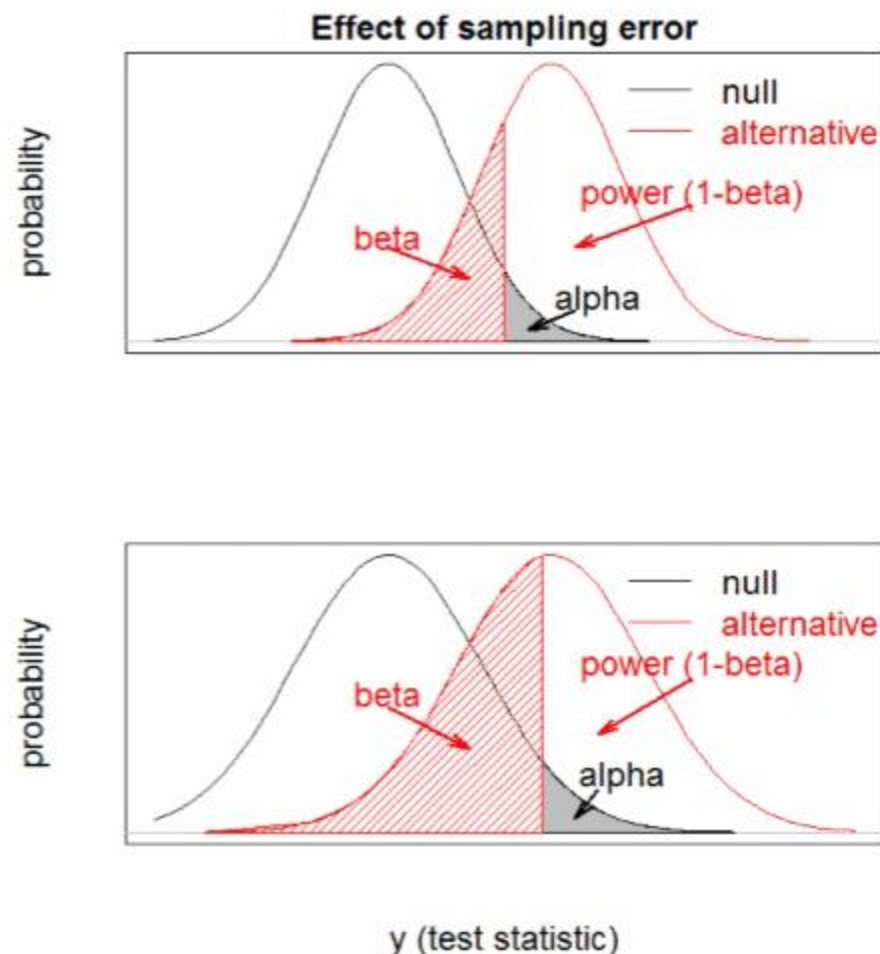 Effect of sampling error
probability
null
alternative
power (1-beta)
beta
alpha
probability
null
alternative
power (1-beta)
beta
alpha
y (test statistic)